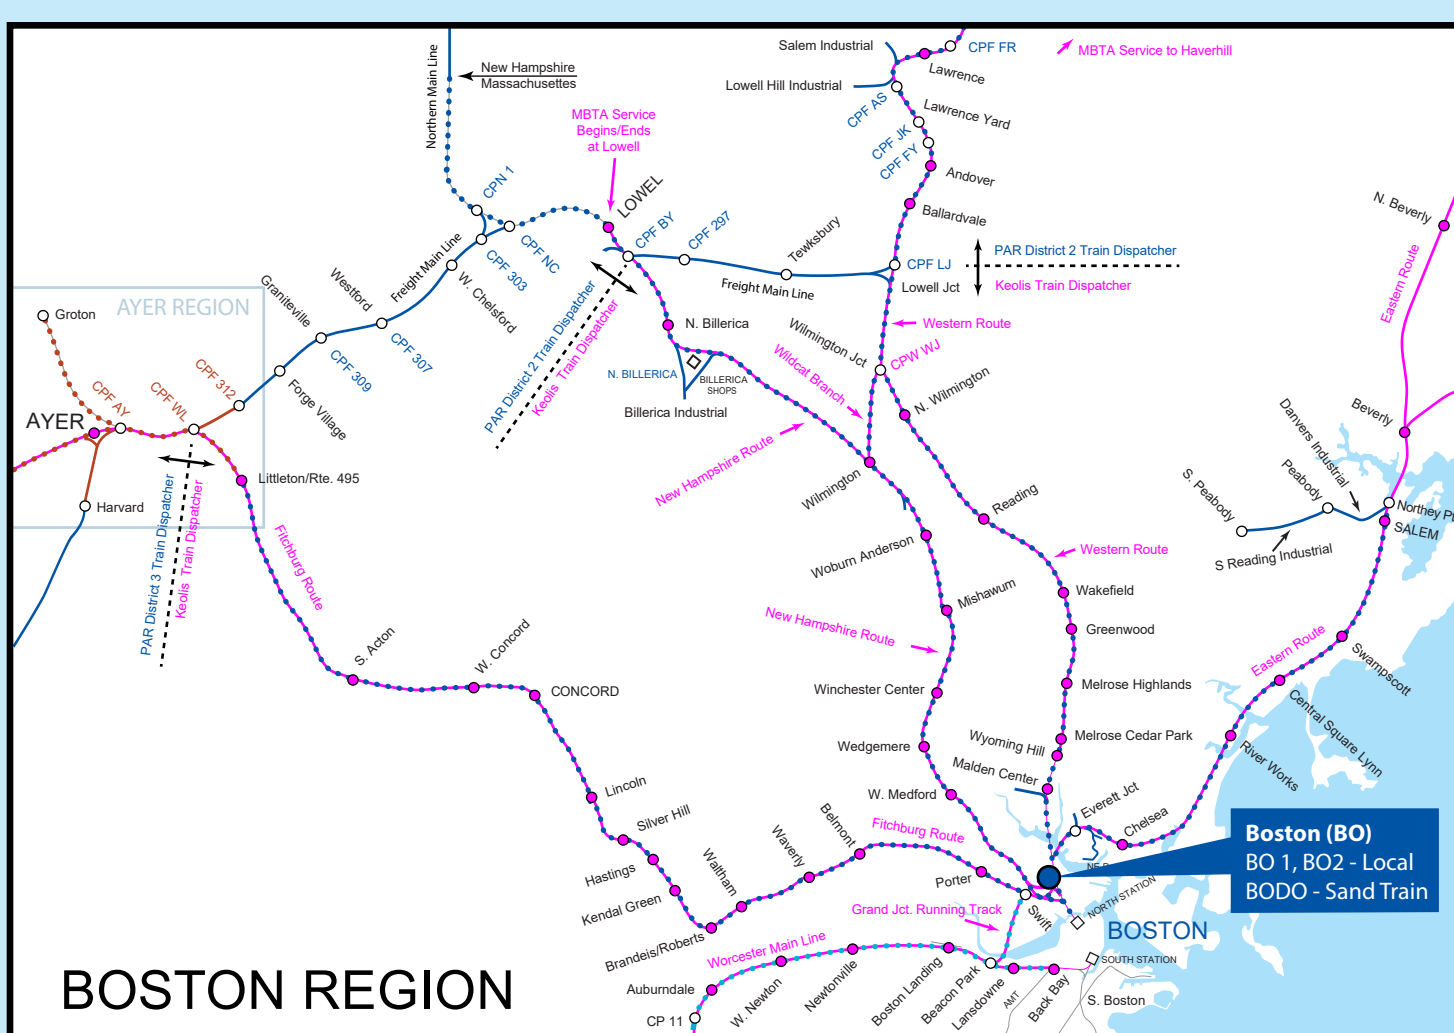 Salem Industrial
CPF FR
MBTA Service to Haverhill
Lawrence
Lowell Hill Industrial
CPF AS
Lawrence Yard
CPF JK
CPF FY
Andover
Ballardvale
Northern Main Line
New Hampshire
Massachusettes
MBTA Service
Begins/Ends
at Lowell
CPN 1
LOWEL
CPF BY
CPF 297
Tewksbury
CPF NC
CPF 303
Freight Main Line
W. Chelsford
Freight Main Line
CPF LJ
Lowell Jct
PAR District 2 Train Dispatcher
Keolis Train Dispatcher
N. Beverly
Eastern Route
Westford
Graniteville
CPF 307
CPF 309
Forge Village
AYER REGION
Groton
CPF 312
CPF AY
CPF WL
AYER
Harvard
Littleton/Rte. 495
PAR District 3 Train Dispatcher
Keolis Train Dispatcher
Fitchburg Route
PAR District 2 Train Dispatcher
Keolis Train Dispatcher
N. Billerica
N. BILLERICA
BILLERICA
SHOPS
Billerica Industrial
Wilmington Jct
Western Route
CPW WJ
Wildcat Branch
N. Wilmington
New Hampshire Route
Wilmington
Reading
Woburn Anderson
Western Route
Mishawum
Wakefield
New Hampshire Route
Greenwood
Winchester Center
Melrose Highlands
Wedgemere
Wyoming Hill
Melrose Cedar Park
Malden Center
W. Medford
Everett Jct
Chelsea
Beverly
Danvers Industrial
Peabody
S. Peabody
S Reading Industrial
SALEM
Eastern Route
Swampscott
Central Square Lynn
River Works
S. Acton
W. Concord
CONCORD
Lincoln
Silver Hill
Hastings
Kendal Green
Brandeis/Roberts
Waltham
Waverly
Belmont
Fitchburg Route
Porter
Swift
Grand Jct. Running Track
NORTH STATION
BOSTON
SOUTH STATION
S. Boston
Worcester Main Line
Auburndale
CP 11
W. Newton
Newtonville
Boston Landing
Beacon Park
Lansdowne
AMT
Back Bay
Boston (BO)
BO 1, BO2 - Local
BODO - Sand Train
BOSTON REGION